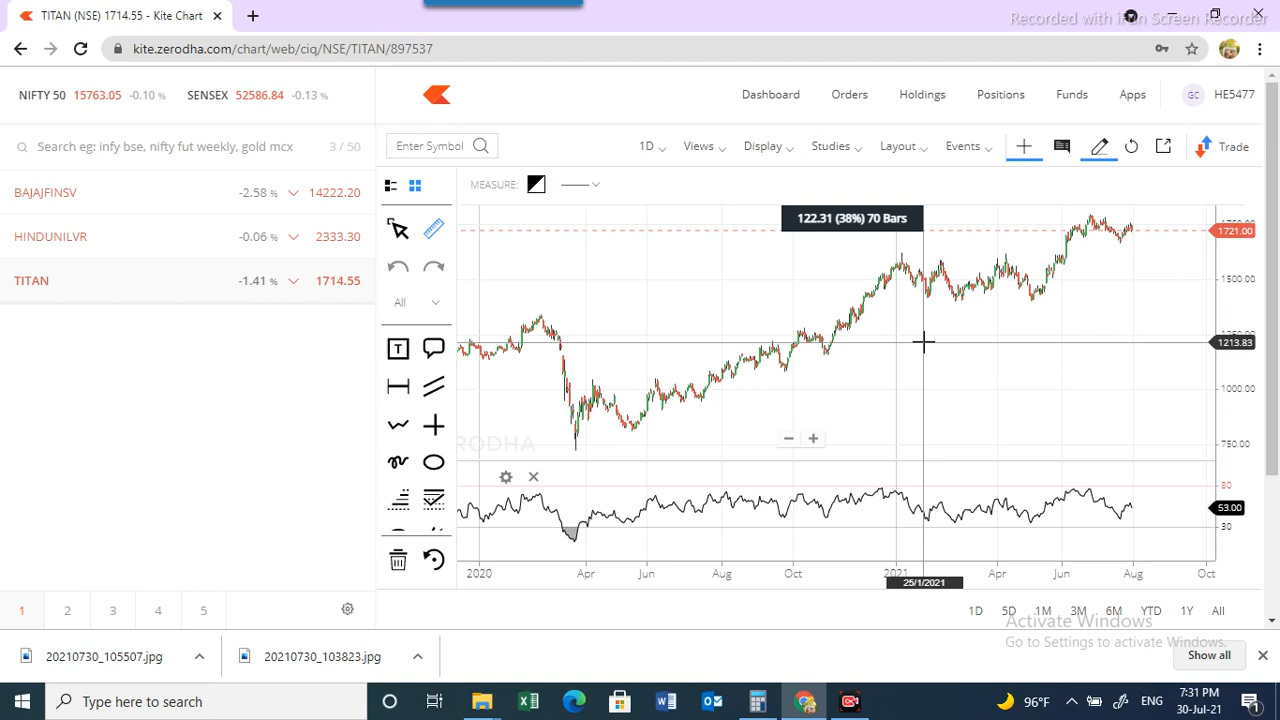 TITAN (NSE) 1714.55 - Kite Chart
Recorded with iFun Screen Recorder
kite.zerodha.com/chart/web/ciq/NSE/TITAN/897537
NIFTY 50 15763.05 -0.10 % SENSEX 52586.84 -0.13 %
Dashboard Orders Holdings Positions Funds Apps GC HE5477
Search eg: infy bse, nifty fut weekly, gold mcx 3 / 50
Enter Symbol 1D Views Display Studies Layout Events Trade
BAJAJFINSV -2.58 % 14222.20
HINDUNILVR -0.06 % 2333.30
TITAN -1.41 % 1714.55
MEASURE:
122.31 (38%) 70 Bars
All
T
1750.00
1721.00
1500.00
1250.00
1213.83
1000.00
750.00
ZERODHA
80
53.00
30
2020 Apr Jun Aug Oct 2021 Apr Jun Aug Oct
25/1/2021
1 2 3 4 5
1D 5D 1M 3M 6M YTD 1Y All
Activate Windows
Go to Settings to activate Windows.
20210730_105507.jpg 20210730_103823.jpg Show all
Type here to search
96°F ENG 7:31 PM
30-Jul-21